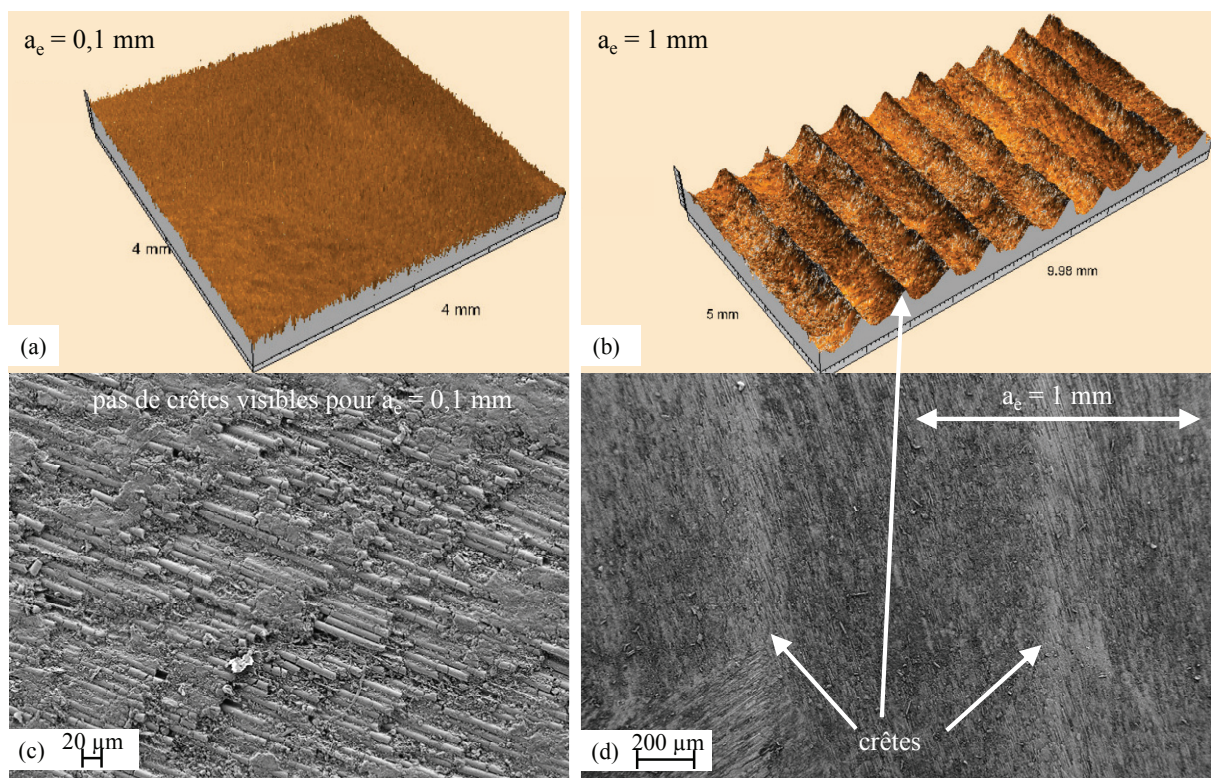 aₑ = 0,1 mm
4 mm
4 mm
(a)
aₑ = 1 mm
5 mm
9.98 mm
(b)
pas de crêtes visibles pour aₑ = 0,1 mm
20 µm
(c)
aₑ = 1 mm
crêtes
200 µm
(d)